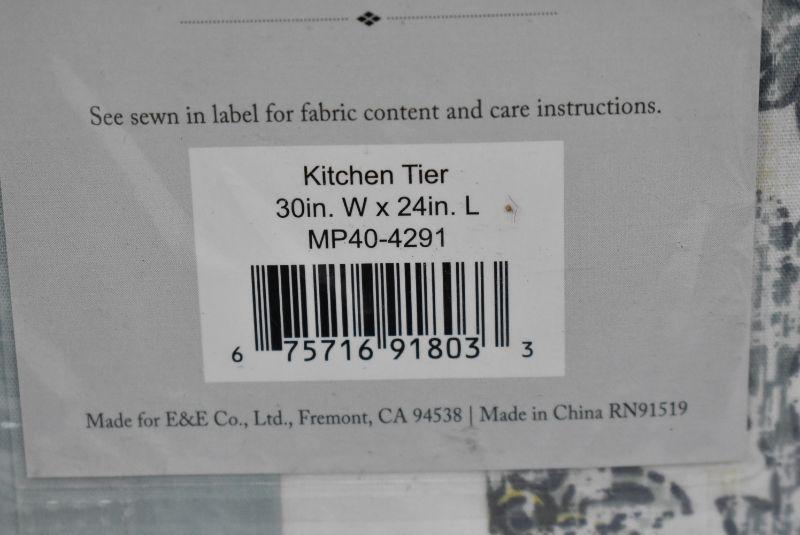 See sewn in label for fabric content and care instructions.
Kitchen Tier
30in. W x 24in. L
MP40-4291
6 75716 91803 3
Made for E&E Co., Ltd., Fremont, CA 94538 | Made in China RN91519